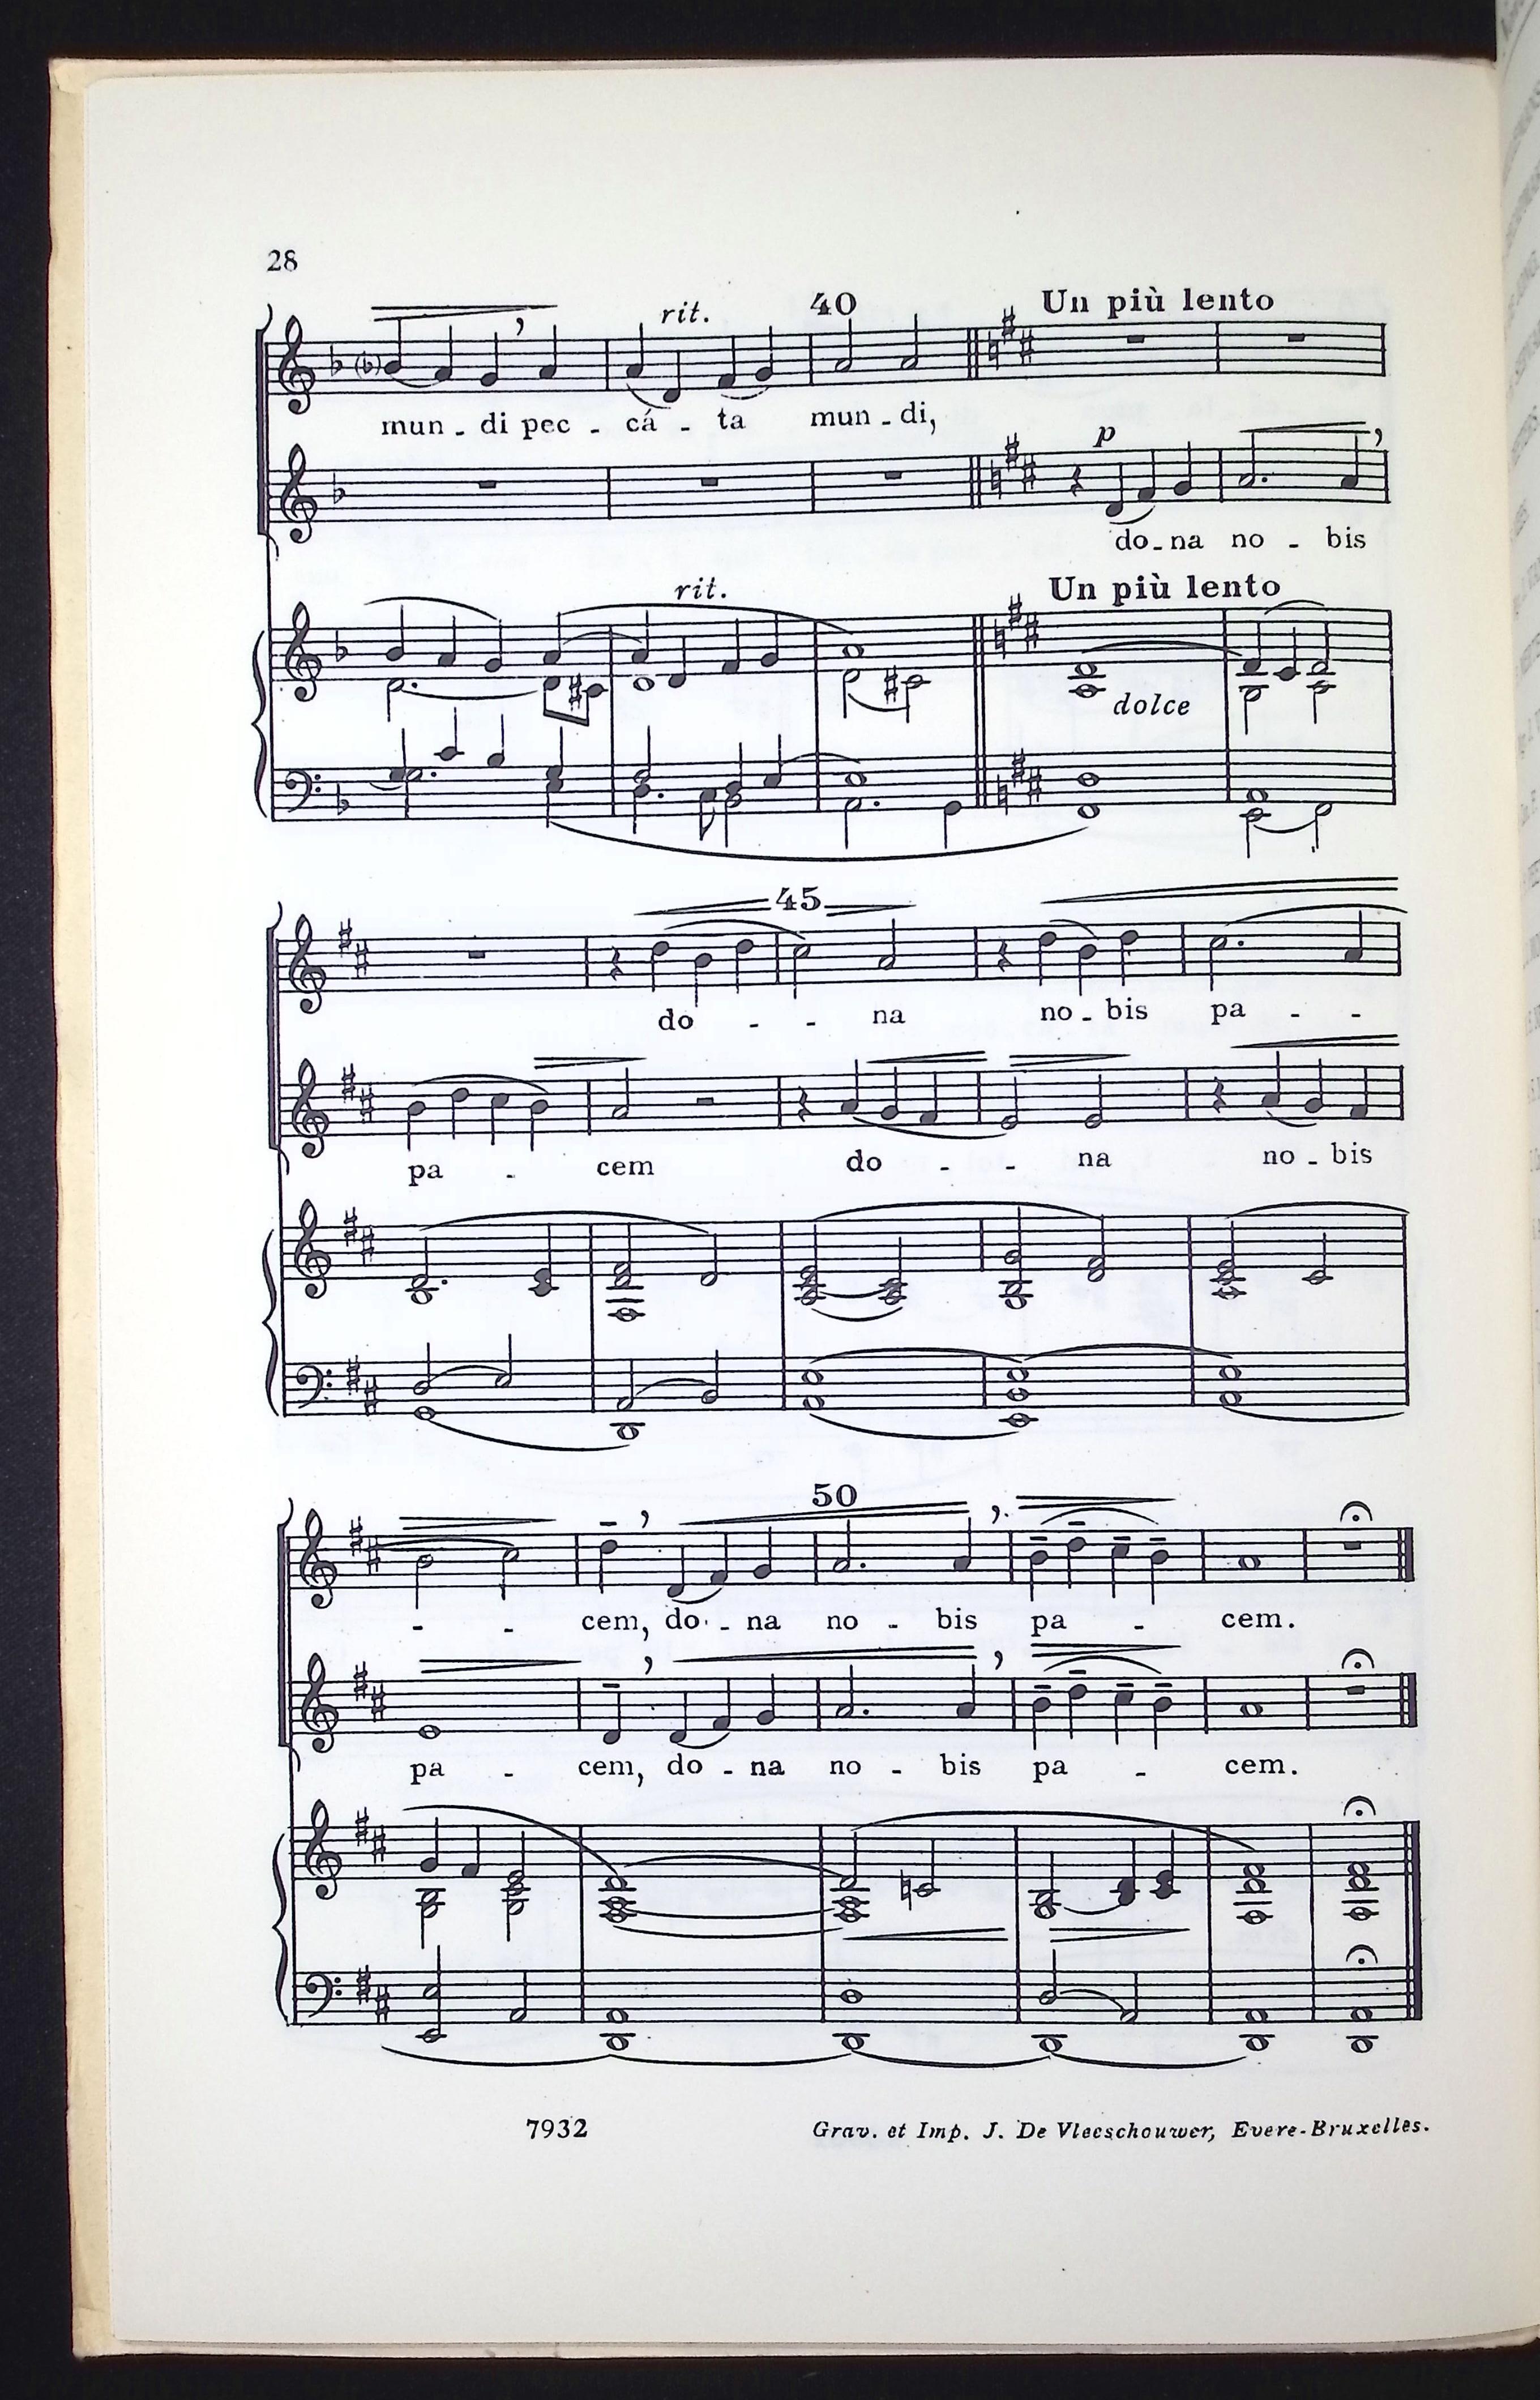 28
rit. 40 Un più lento
mun - di pec - cá - ta mun - di,
p
do - na no - bis
rit. Un più lento
dolce
45
do - - na no - bis pa - -
pa - cem do - - na no - bis
50
- - cem, do - na no - bis pa - cem.
pa - cem, do - na no - bis pa - cem.
7932 Grav. et Imp. J. De Vleeschouwer, Evere-Bruxelles.